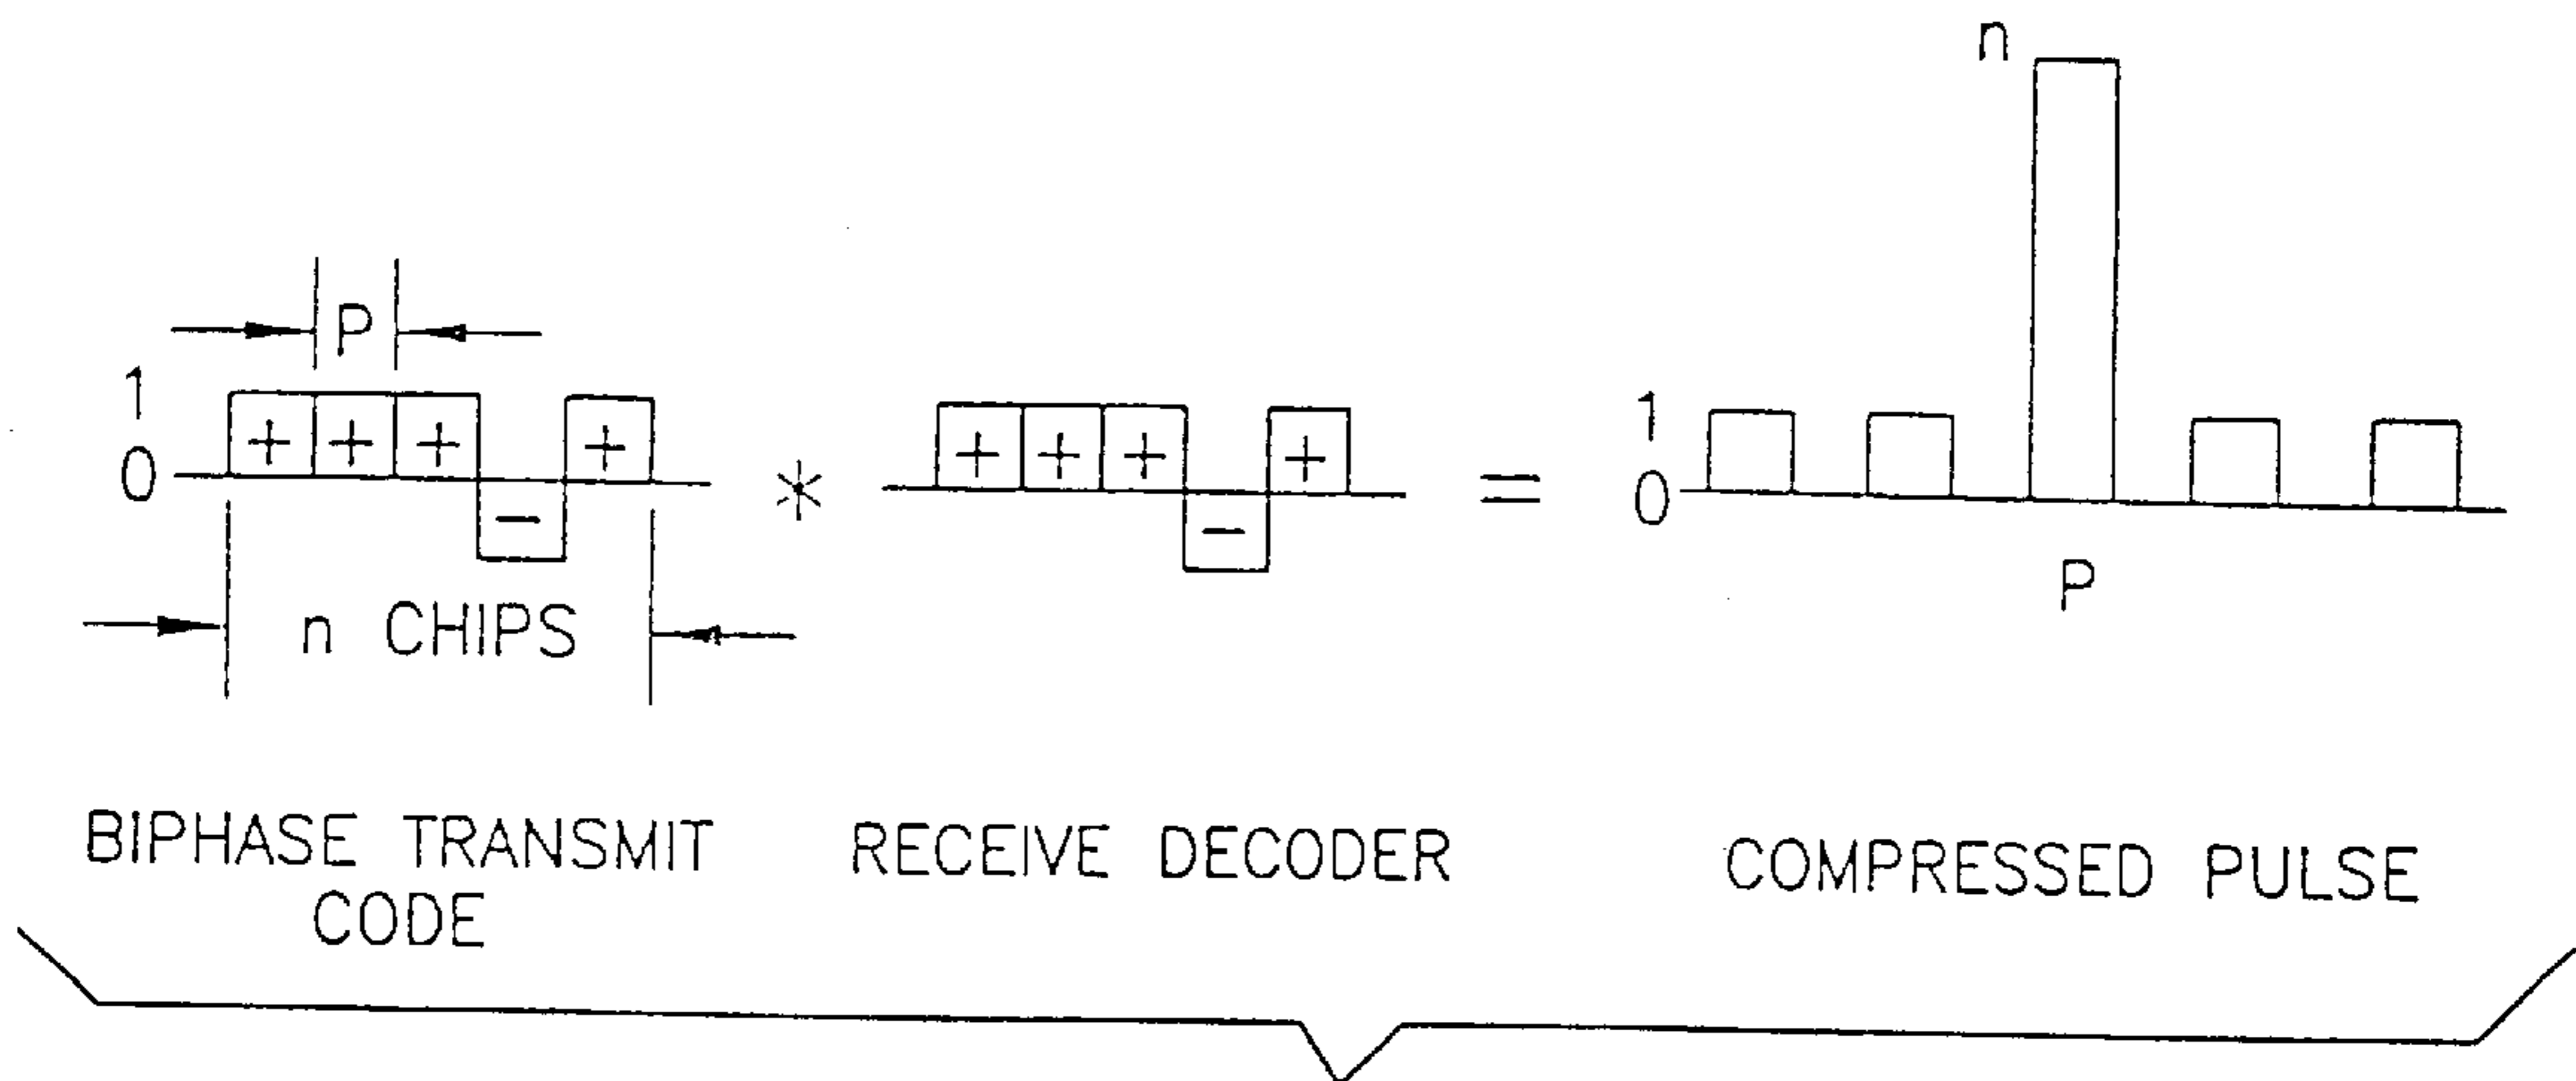 n
P
1
0
+ + + - +
n CHIPS
*
+ + + - +
=
1
0
P
BIPHASE TRANSMIT
CODE
RECEIVE DECODER
COMPRESSED PULSE